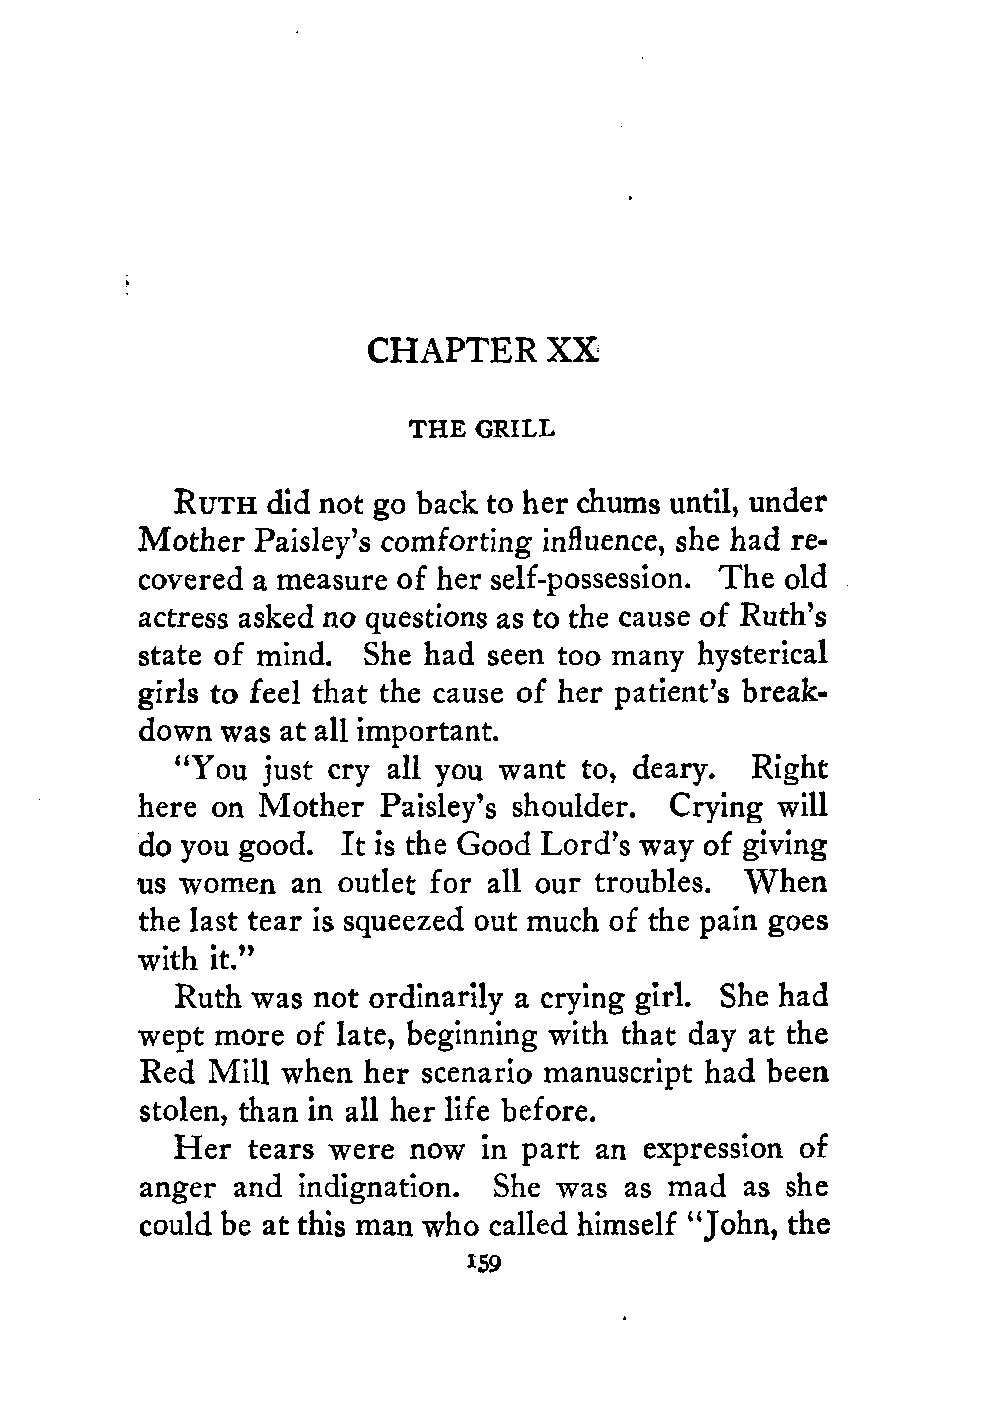 CHAPTER XX
THE GRILL
RUTH did not go back to her chums until, under
Mother Paisley's comforting influence, she had re-
covered a measure of her self-possession. The old
actress asked no questions as to the cause of Ruth's
state of mind. She had seen too many hysterical
girls to feel that the cause of her patient's break-
down was at all important.
"You just cry all you want to, deary. Right
here on Mother Paisley's shoulder. Crying will
do you good. It is the Good Lord's way of giving
us women an outlet for all our troubles. When
the last tear is squeezed out much of the pain goes
with it."
Ruth was not ordinarily a crying girl. She had
wept more of late, beginning with that day at the
Red Mill when her scenario manuscript had been
stolen, than in all her life before.
Her tears were now in part an expression of
anger and indignation. She was as mad as she
could be at this man who called himself "John, the
159